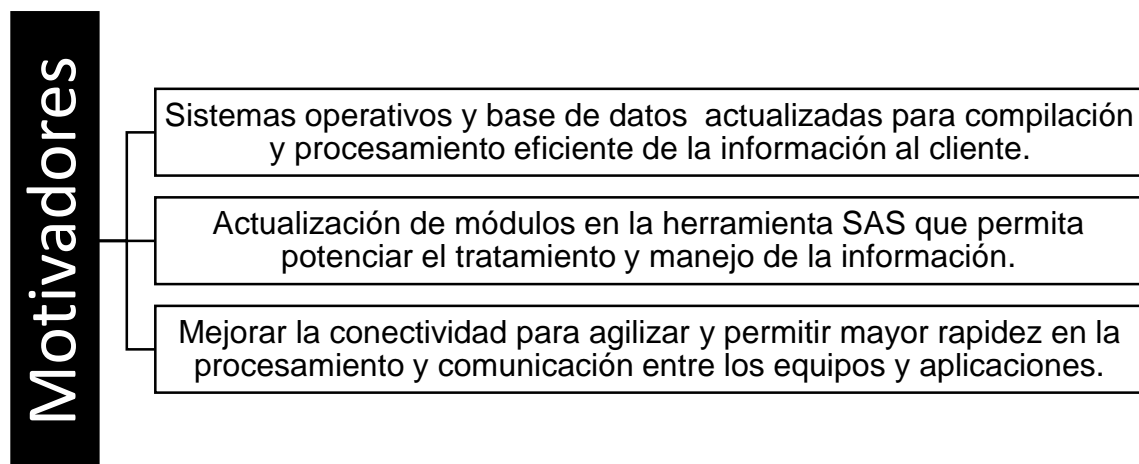 Motivadores
Sistemas operativos y base de datos  actualizadas para compilación
y procesamiento eficiente de la información al cliente.
Actualización de módulos en la herramienta SAS que permita
potenciar el tratamiento y manejo de la información.
Mejorar la conectividad para agilizar y permitir mayor rapidez en la
procesamiento y comunicación entre los equipos y aplicaciones.